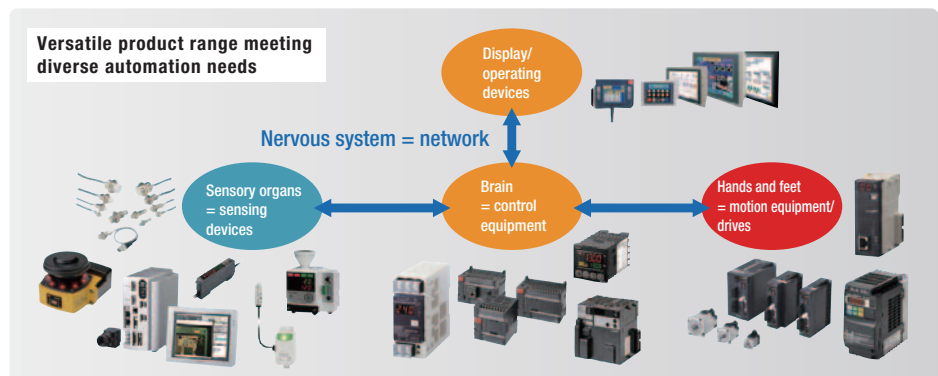 Versatile product range meeting
diverse automation needs
Display/
operating
devices
Nervous system = network
Sensory organs
= sensing
devices
Brain
= control
equipment
Hands and feet
= motion equipment/
drives